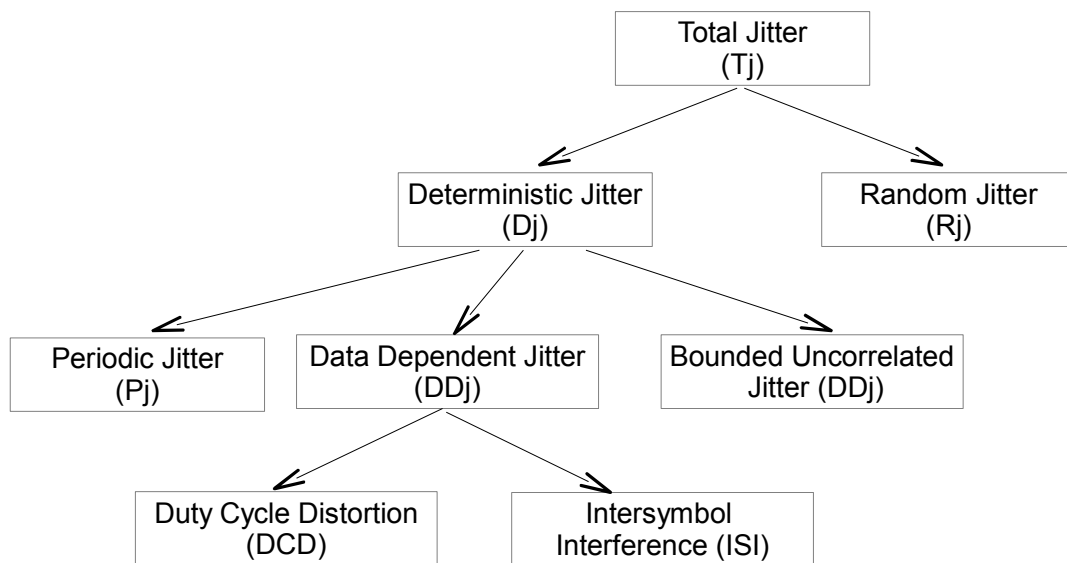 Total Jitter
(Tj)
Deterministic Jitter
(Dj)
Random Jitter
(Rj)
Periodic Jitter
(Pj)
Data Dependent Jitter
(DDj)
Bounded Uncorrelated
Jitter (DDj)
Duty Cycle Distortion
(DCD)
Intersymbol
Interference (ISI)